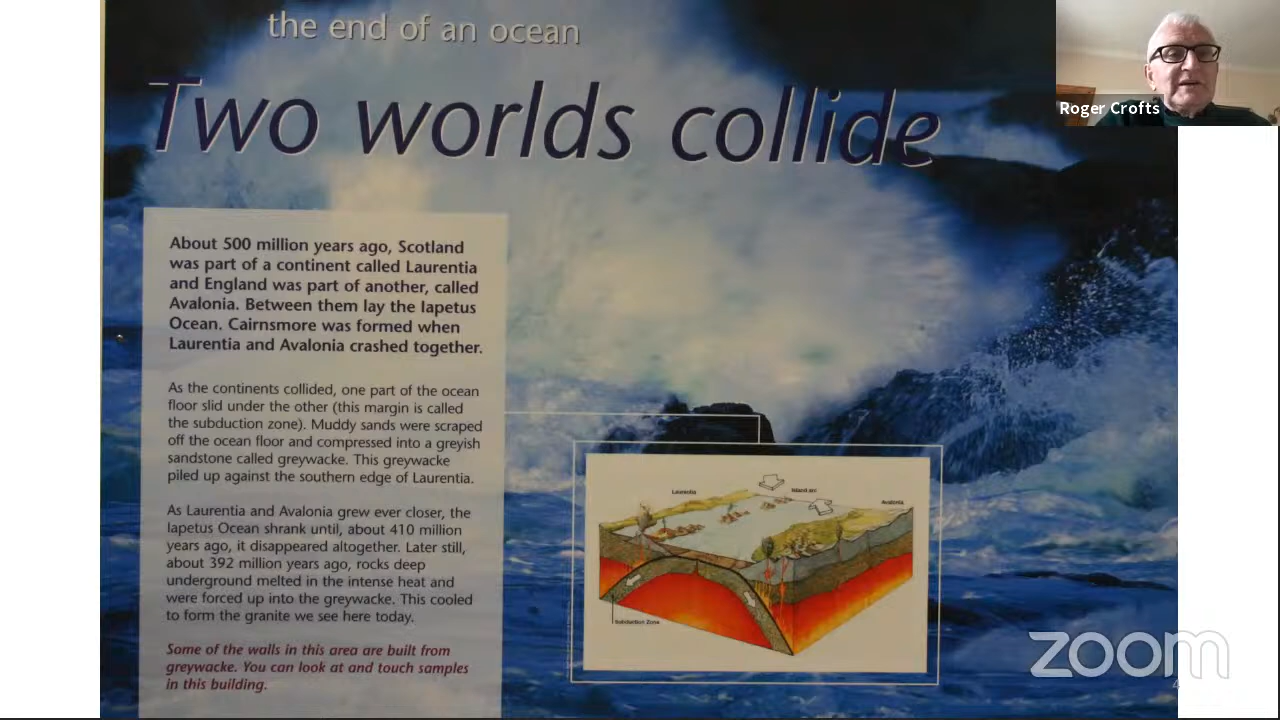 the end of an ocean
Two worlds collide
Roger Crofts
About 500 million years ago, Scotland
was part of a continent called Laurentia
and England was part of another, called
Avalonia. Between them lay the Iapetus
Ocean. Cairnsmore was formed when
Laurentia and Avalonia crashed together.
As the continents collided, one part of the ocean
floor slid under the other (this margin is called
the subduction zone). Muddy sands were scraped
off the ocean floor and compressed into a greyish
sandstone called greywacke. This greywacke
piled up against the southern edge of Laurentia.
As Laurentia and Avalonia grew ever closer, the
Iapetus Ocean shrank until, about 410 million
years ago, it disappeared altogether. Later still,
about 392 million years ago, rocks deep
underground melted in the intense heat and
were forced up into the greywacke. This cooled
to form the granite we see here today.
Some of the walls in this area are built from
greywacke. You can look at and touch samples
in this building.
Laurentia
Island arc
Avalonia
Subduction Zone
zoom
4